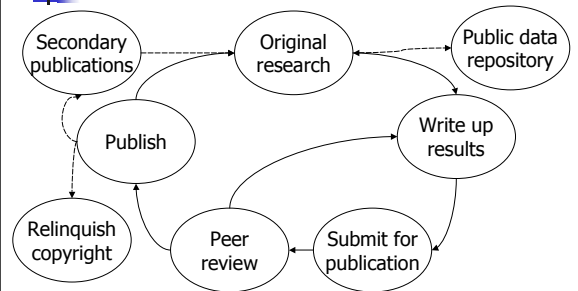 Secondary
publications
Original
research
Public data
repository
Write up
results
Publish
Relinquish
copyright
Peer
review
Submit for
publication